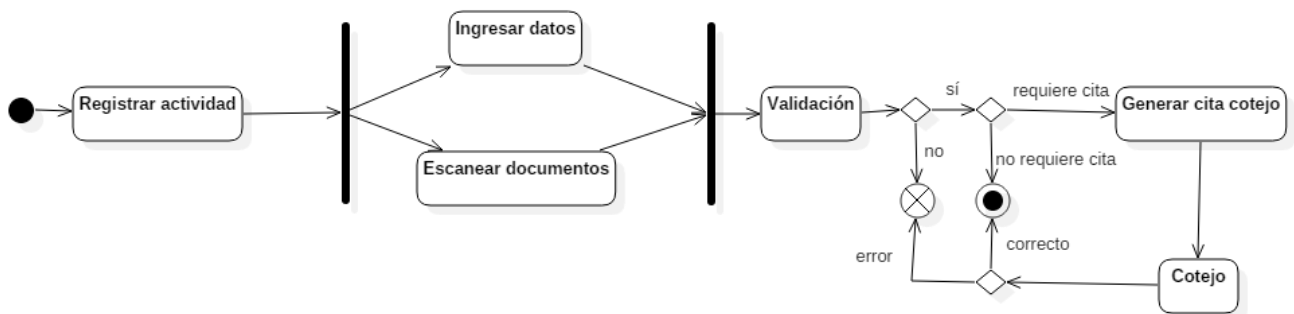 Ingresar datos
Registrar actividad
Escanear documentos
Validación
sí
requiere cita
Generar cita cotejo
no
no requiere cita
error
correcto
Cotejo